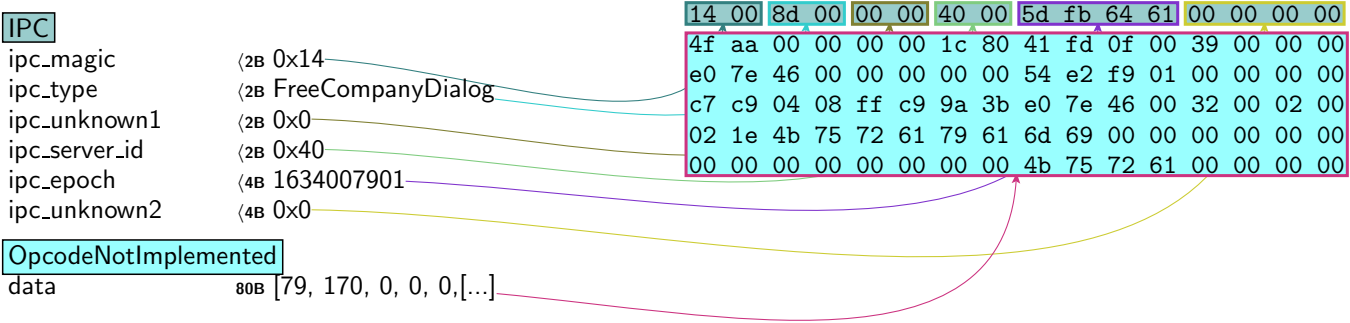 IPC
ipc_magic ⟨2B 0x14
ipc_type ⟨2B FreeCompanyDialog
ipc_unknown1 ⟨2B 0x0
ipc_server_id ⟨2B 0x40
ipc_epoch ⟨4B 1634007901
ipc_unknown2 ⟨4B 0x0
OpcodeNotImplemented
data 80B [79, 170, 0, 0, 0,[...]
14 00 8d 00 00 00 40 00 5d fb 64 61 00 00 00 00
4f aa 00 00 00 00 1c 80 41 fd 0f 00 39 00 00 00
e0 7e 46 00 00 00 00 00 54 e2 f9 01 00 00 00 00
c7 c9 04 08 ff c9 9a 3b e0 7e 46 00 32 00 02 00
02 1e 4b 75 72 61 79 61 6d 69 00 00 00 00 00 00
00 00 00 00 00 00 00 00 4b 75 72 61 00 00 00 00